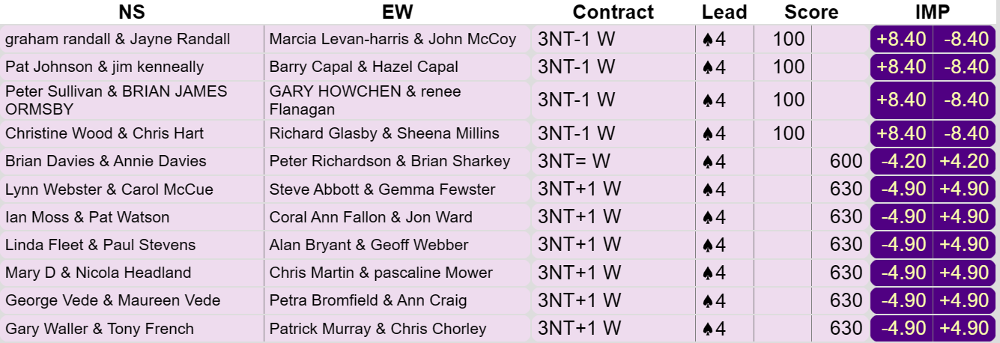 NS EW Contract Lead Score IMP
graham randall & Jayne Randall Marcia Levan-harris & John McCoy 3NT-1 W ♠4 100 +8.40 -8.40
Pat Johnson & jim kenneally Barry Capal & Hazel Capal 3NT-1 W ♠4 100 +8.40 -8.40
Peter Sullivan & BRIAN JAMES GARY HOWCHEN & renee
ORMSBY Flanagan 3NT-1 W ♠4 100 +8.40 -8.40
Christine Wood & Chris Hart Richard Glasby & Sheena Millins 3NT-1 W ♠4 100 +8.40 -8.40
Brian Davies & Annie Davies Peter Richardson & Brian Sharkey 3NT= W ♠4 600 -4.20 +4.20
Lynn Webster & Carol McCue Steve Abbott & Gemma Fewster 3NT+1 W ♠4 630 -4.90 +4.90
Ian Moss & Pat Watson Coral Ann Fallon & Jon Ward 3NT+1 W ♠4 630 -4.90 +4.90
Linda Fleet & Paul Stevens Alan Bryant & Geoff Webber 3NT+1 W ♠4 630 -4.90 +4.90
Mary D & Nicola Headland Chris Martin & pascaline Mower 3NT+1 W ♠4 630 -4.90 +4.90
George Vede & Maureen Vede Petra Bromfield & Ann Craig 3NT+1 W ♠4 630 -4.90 +4.90
Gary Waller & Tony French Patrick Murray & Chris Chorley 3NT+1 W ♠4 630 -4.90 +4.90